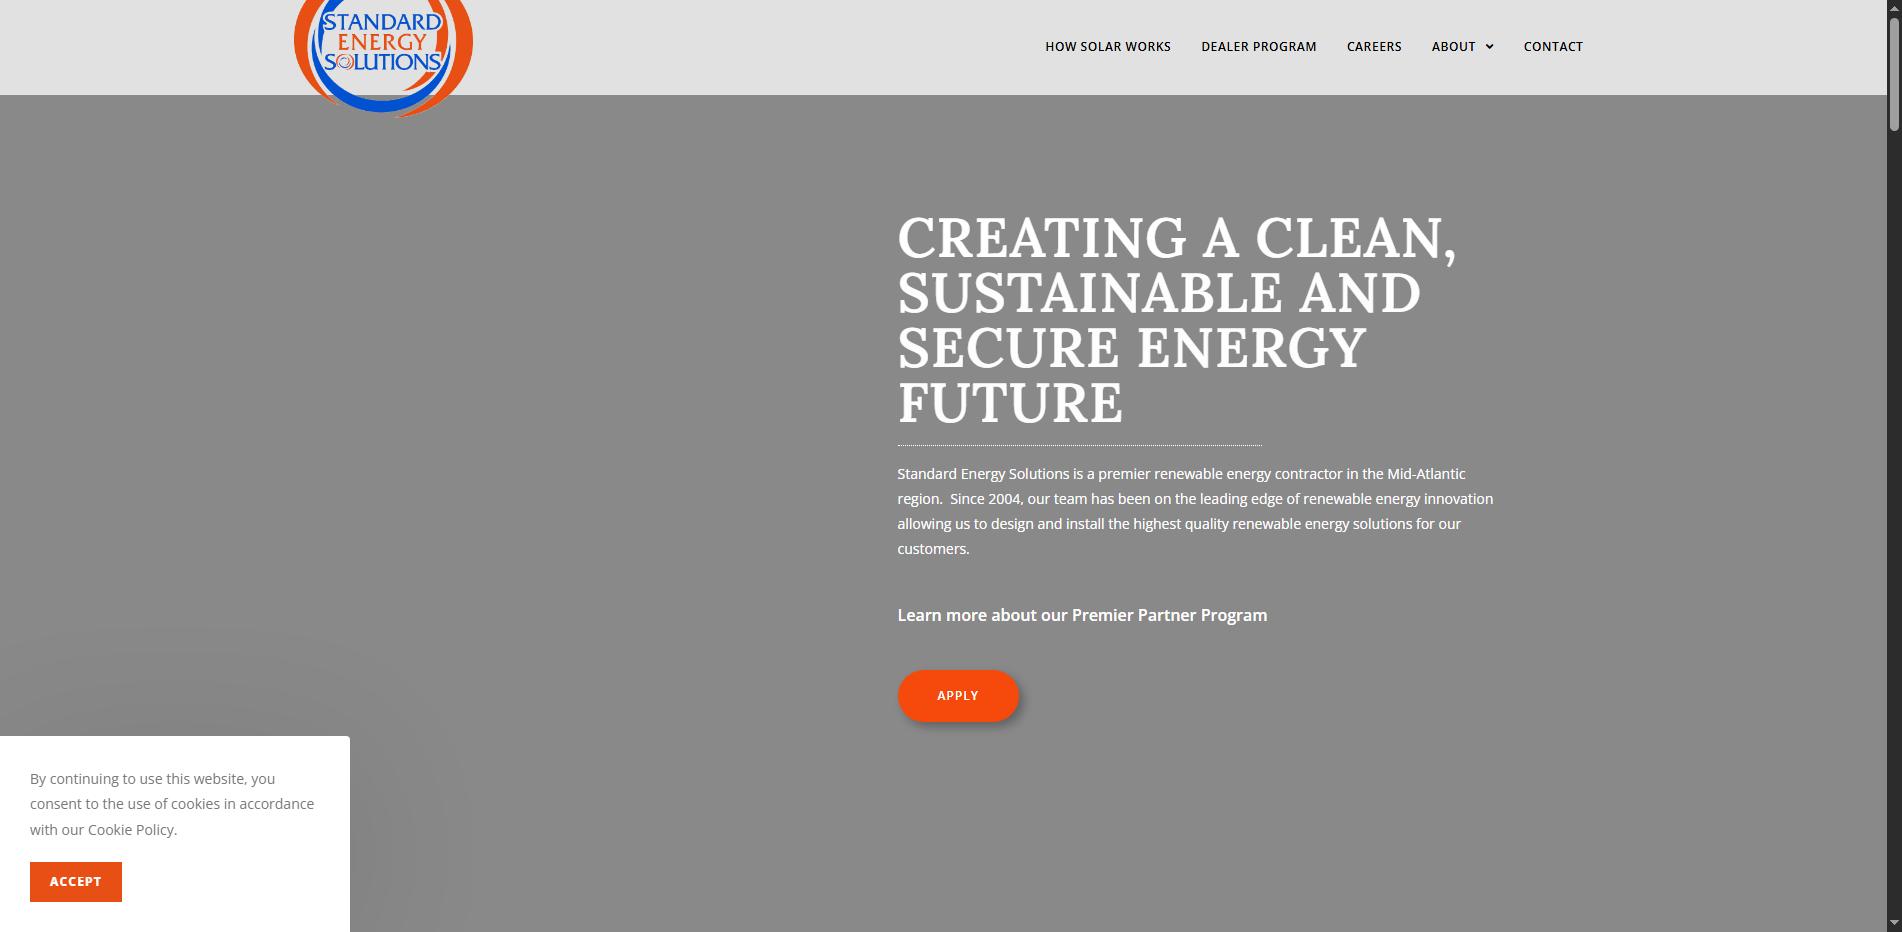 STANDARD
ENERGY
SOLUTIONS
HOW SOLAR WORKS
DEALER PROGRAM
CAREERS
ABOUT
CONTACT
CREATING A CLEAN,
SUSTAINABLE AND
SECURE ENERGY
FUTURE
Standard Energy Solutions is a premier renewable energy contractor in the Mid-Atlantic
region.  Since 2004, our team has been on the leading edge of renewable energy innovation
allowing us to design and install the highest quality renewable energy solutions for our
customers.
Learn more about our Premier Partner Program
APPLY
By continuing to use this website, you
consent to the use of cookies in accordance
with our Cookie Policy.
ACCEPT